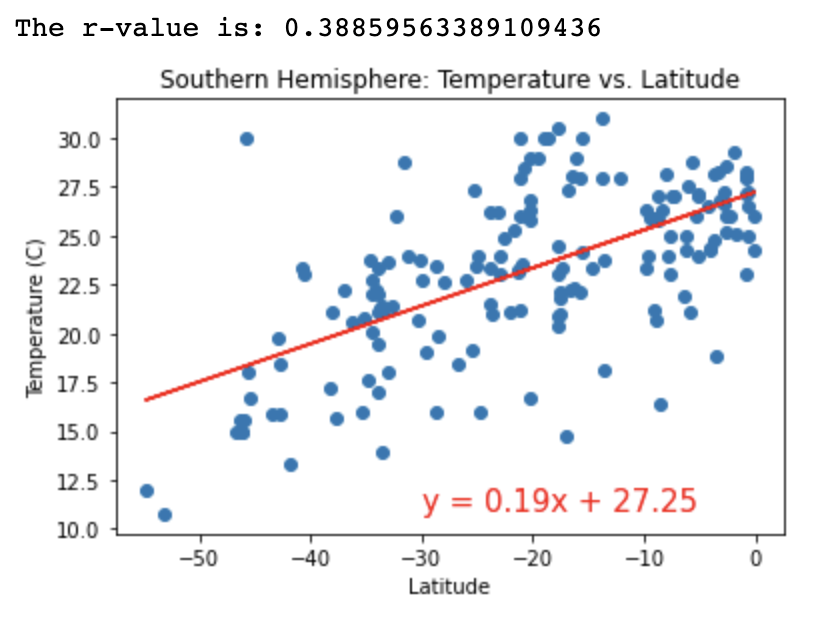 The r-value is: 0.38859563389109436
Southern Hemisphere: Temperature vs. Latitude
30.0
27.5
25.0
22.5
20.0
17.5
15.0
12.5
10.0
Temperature (C)
y = 0.19x + 27.25
−50 −40 −30 −20 −10 0
Latitude